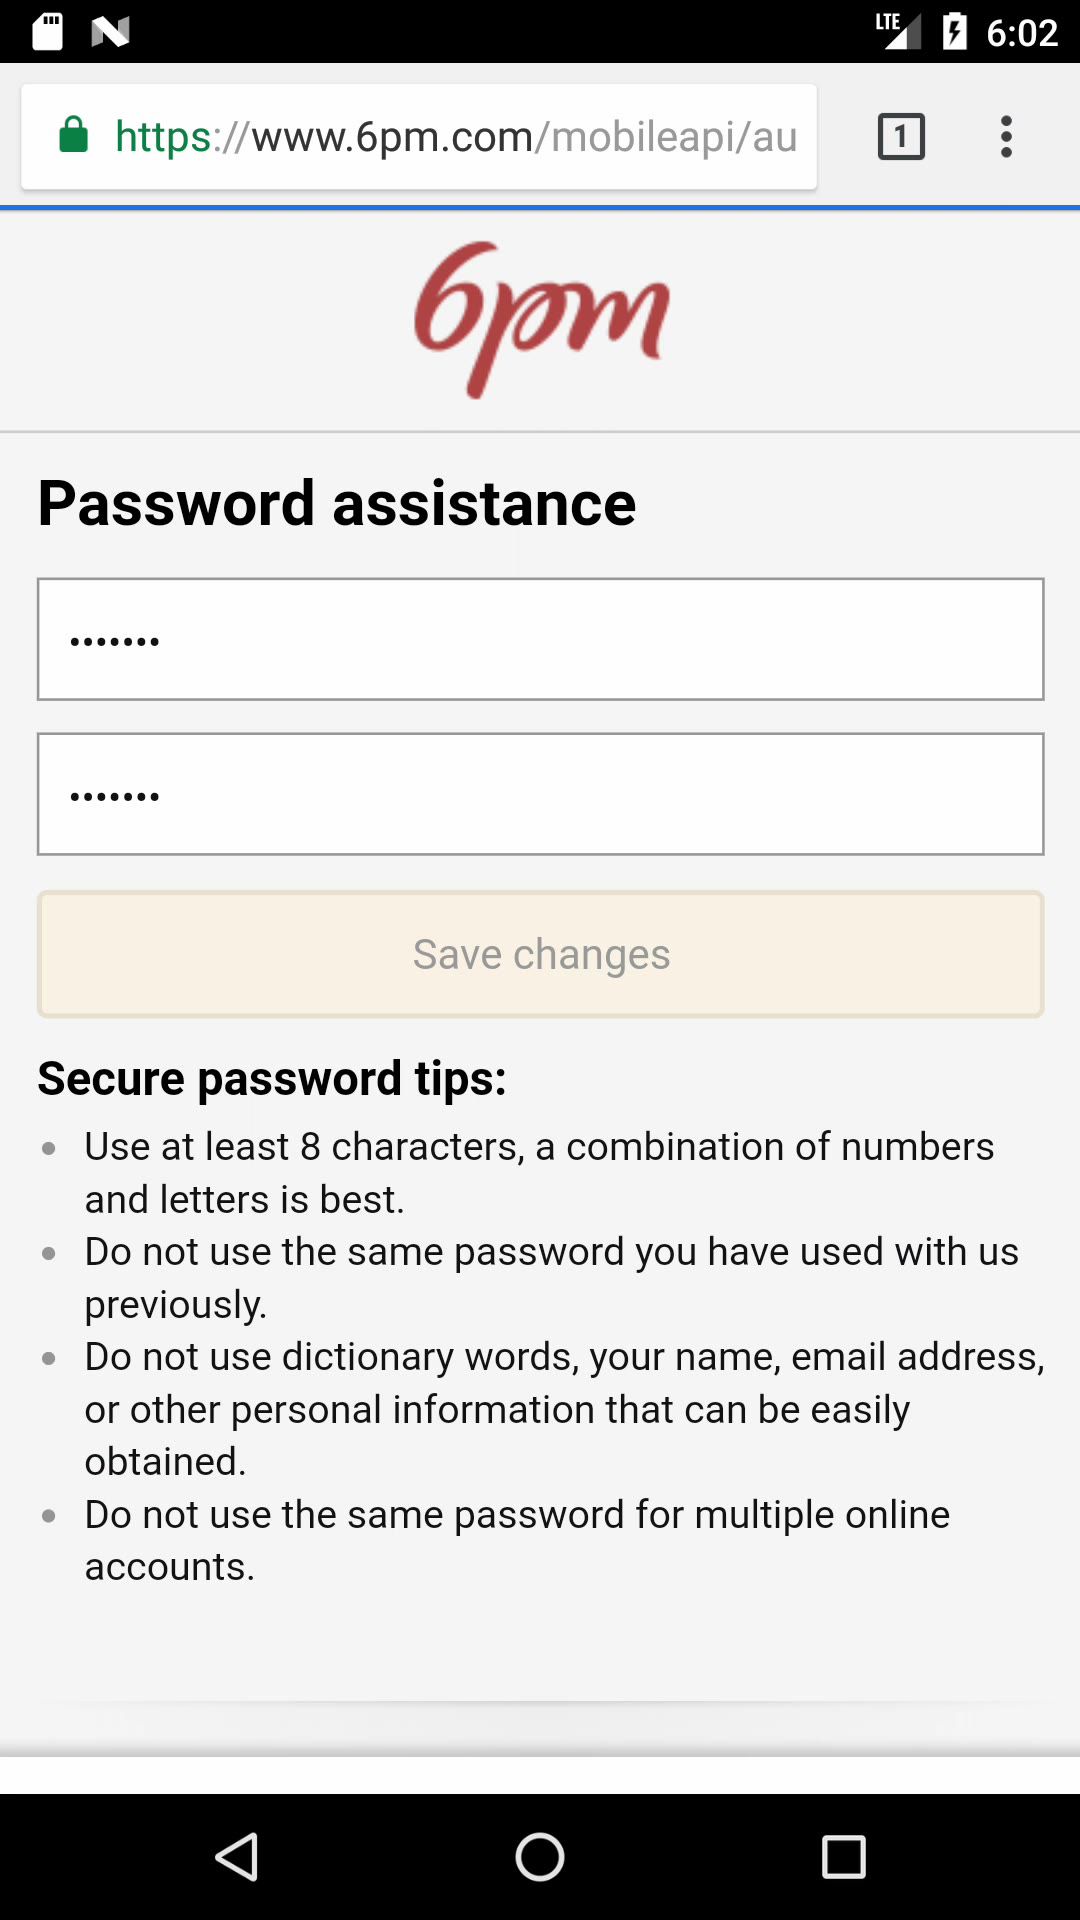 LTE 6:02
https://www.6pm.com/mobileapi/au 1
6pm
Password assistance
•••••••
•••••••
Save changes
Secure password tips:
Use at least 8 characters, a combination of numbers
and letters is best.
Do not use the same password you have used with us
previously.
Do not use dictionary words, your name, email address,
or other personal information that can be easily
obtained.
Do not use the same password for multiple online
accounts.